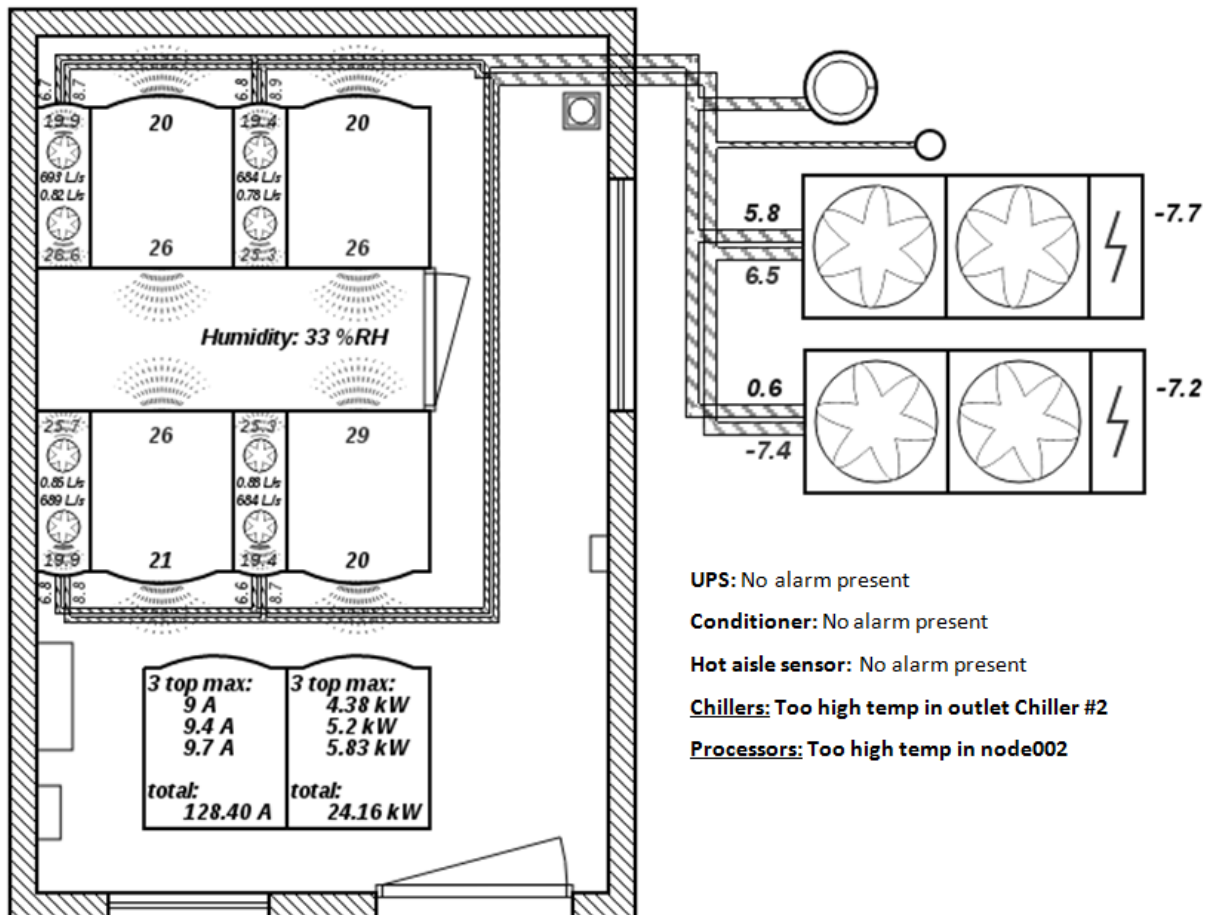 6.7
8.7
6.8
8.9
19.9
20
19.4
20
693 L/s
0.82 L/s
684 L/s
0.78 L/s
26.6
26
25.3
26
5.8
-7.7
6.5
Humidity: 33 %RH
0.6
-7.2
-7.4
25.7
26
25.3
29
0.85 L/s
689 L/s
0.88 L/s
684 L/s
19.9
21
19.4
20
6.8
8.8
6.6
8.7
UPS: No alarm present
Conditioner: No alarm present
Hot aisle sensor: No alarm present
Chillers: Too high temp in outlet Chiller #2
Processors: Too high temp in node002
3 top max:
9 A
9.4 A
9.7 A
total:
128.40 A
3 top max:
4.38 kW
5.2 kW
5.83 kW
total:
24.16 kW